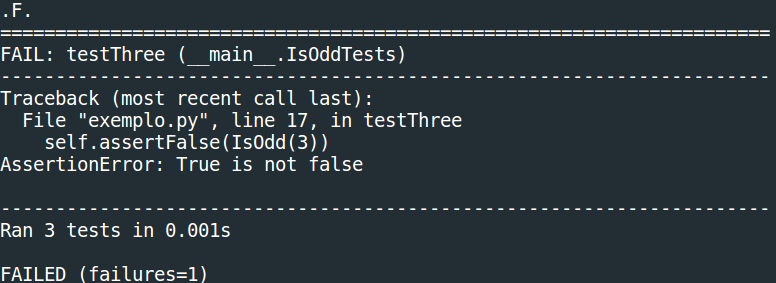 .F.
======================================================================
FAIL: testThree (__main__.IsOddTests)
----------------------------------------------------------------------
Traceback (most recent call last):
  File "exemplo.py", line 17, in testThree
    self.assertFalse(IsOdd(3))
AssertionError: True is not false

----------------------------------------------------------------------
Ran 3 tests in 0.001s

FAILED (failures=1)